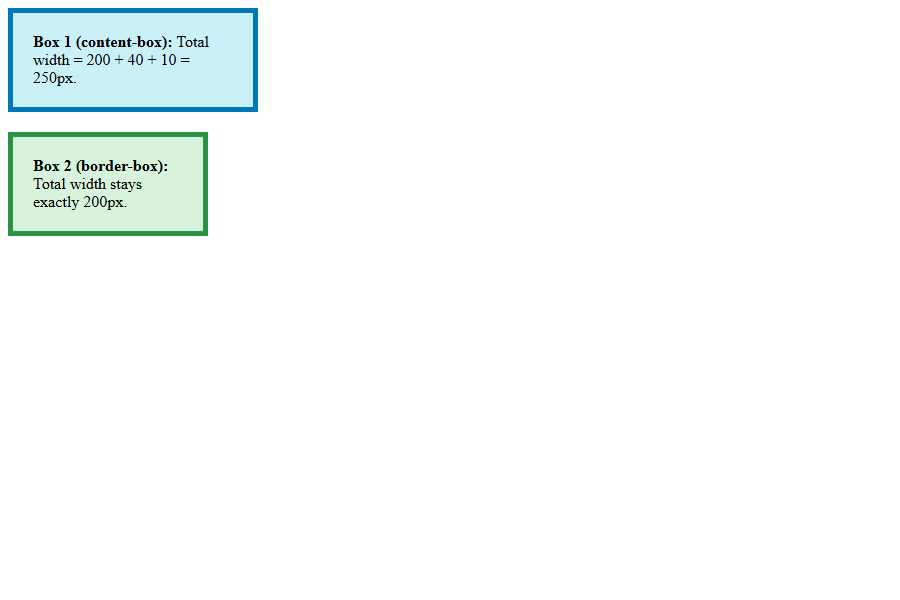 Box 1 (content-box): Total
width = 200 + 40 + 10 =
250px.
Box 2 (border-box):
Total width stays
exactly 200px.